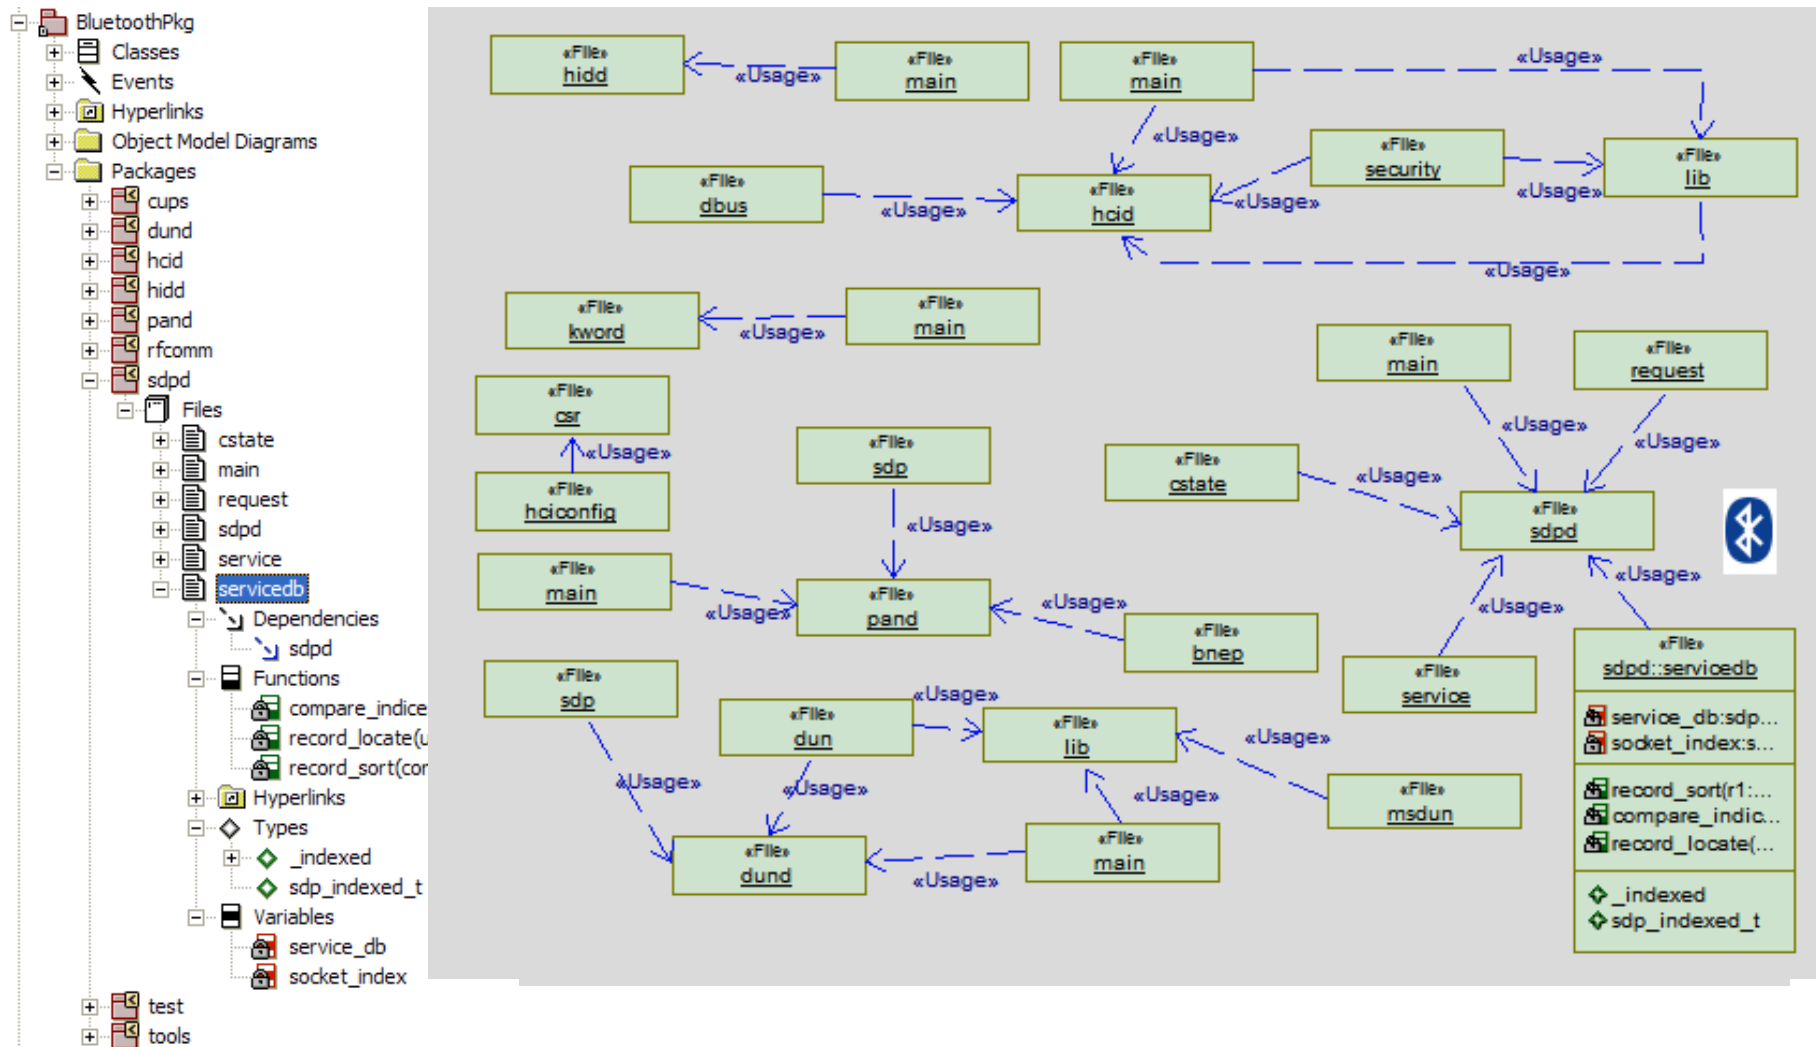 BluetoothPkg
Classes
Events
Hyperlinks
Object Model Diagrams
Packages
cups
dund
hcid
hidd
pand
rfcomm
sdpd
Files
cstate
main
request
sdpd
service
servicedb
Dependencies
sdpd
Functions
compare_indice
record_locate(u
record_sort(cor
Hyperlinks
Types
_indexed
sdp_indexed_t
Variables
service_db
socket_index
test
tools
«File»
hidd
«Usage»
«File»
main
«File»
main
«Usage»
«Usage»
«File»
security
«File»
lib
«File»
dbus
«Usage»
«File»
hcid
«Usage»
«Usage»
«Usage»
«File»
kword
«Usage»
«File»
main
«File»
csr
«Usage»
«File»
hciconfig
«File»
sdp
«Usage»
«File»
main
«Usage»
«File»
pand
«Usage»
«File»
bnep
«File»
main
«File»
request
«Usage»
«Usage»
«File»
cstate
«Usage»
«File»
sdpd
«Usage»
«Usage»
«File»
service
«File»
sdpd::servicedb
service_db:sdp...
socket_index:s...
record_sort(r1:...
compare_indic...
record_locate(...
_indexed
sdp_indexed_t
«File»
sdp
«Usage»
«File»
dun
«Usage»
«File»
lib
«Usage»
«Usage»
«Usage»
«File»
msdun
«File»
dund
«Usage»
«File»
main